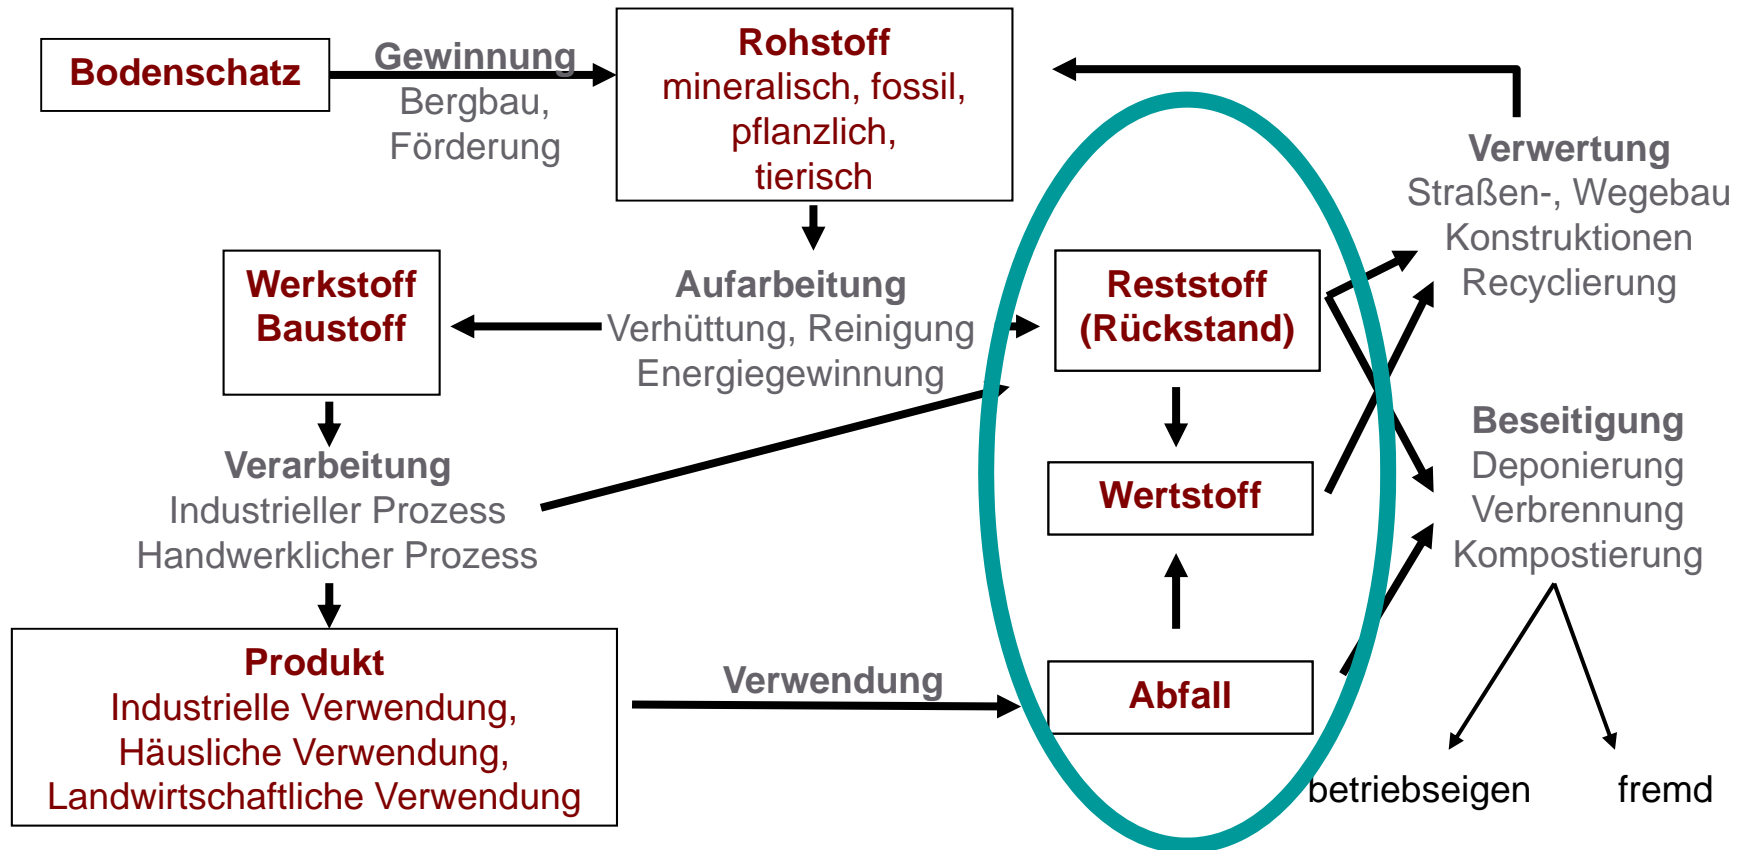 Bodenschatz
Gewinnung
Bergbau,
Förderung
Rohstoff
mineralisch, fossil,
pflanzlich,
tierisch
Verwertung
Straßen-, Wegebau
Konstruktionen
Recyclierung
Werkstoff
Baustoff
Aufarbeitung
Verhüttung, Reinigung
Energiegewinnung
Reststoff
(Rückstand)
Verarbeitung
Industrieller Prozess
Handwerklicher Prozess
Wertstoff
Beseitigung
Deponierung
Verbrennung
Kompostierung
Produkt
Industrielle Verwendung,
Häusliche Verwendung,
Landwirtschaftliche Verwendung
Verwendung
Abfall
betriebseigen
fremd